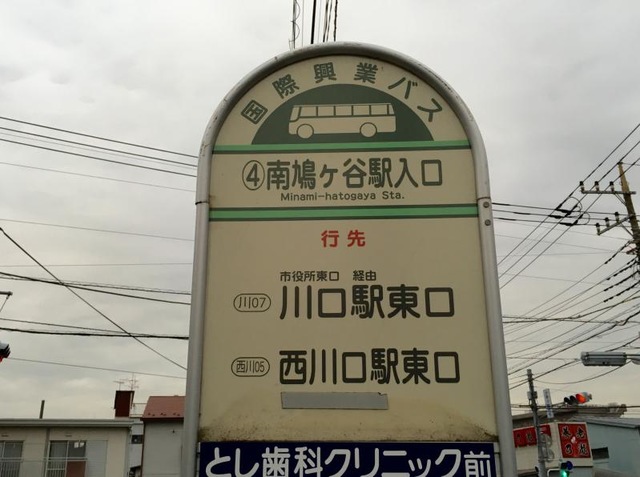 国際興業バス
④南鳩ヶ谷駅入口
Minami-hatogaya Sta.
行先
市役所東口 経由
川07 川口駅東口
西川05 西川口駅東口
とし歯科クリニック前